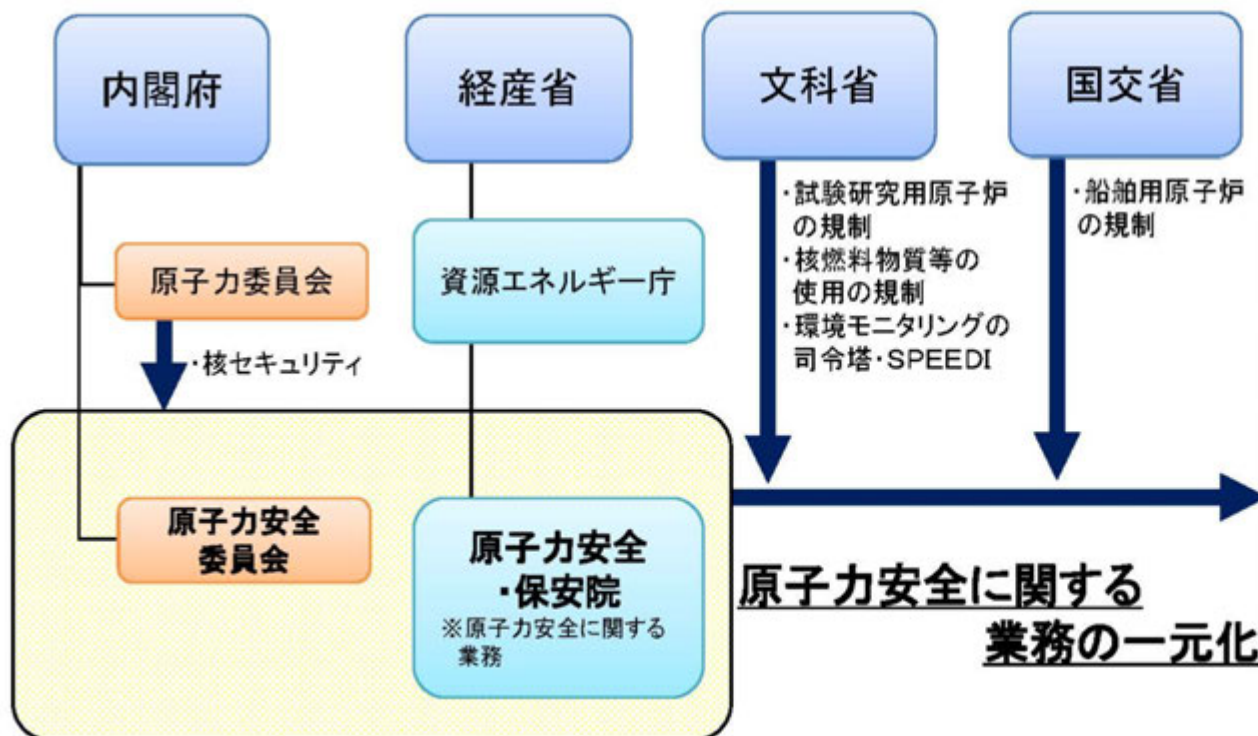 内閣府
経産省
文科省
国交省
・試験研究用原子炉
の規制
・核燃料物質等の
使用の規制
・環境モニタリングの
司令塔・SPEEDI
・船舶用原子炉
の規制
原子力委員会
資源エネルギー庁
・核セキュリティ
原子力安全
委員会
原子力安全
・保安院
※原子力安全に関する
業務
原子力安全に関する
業務の一元化